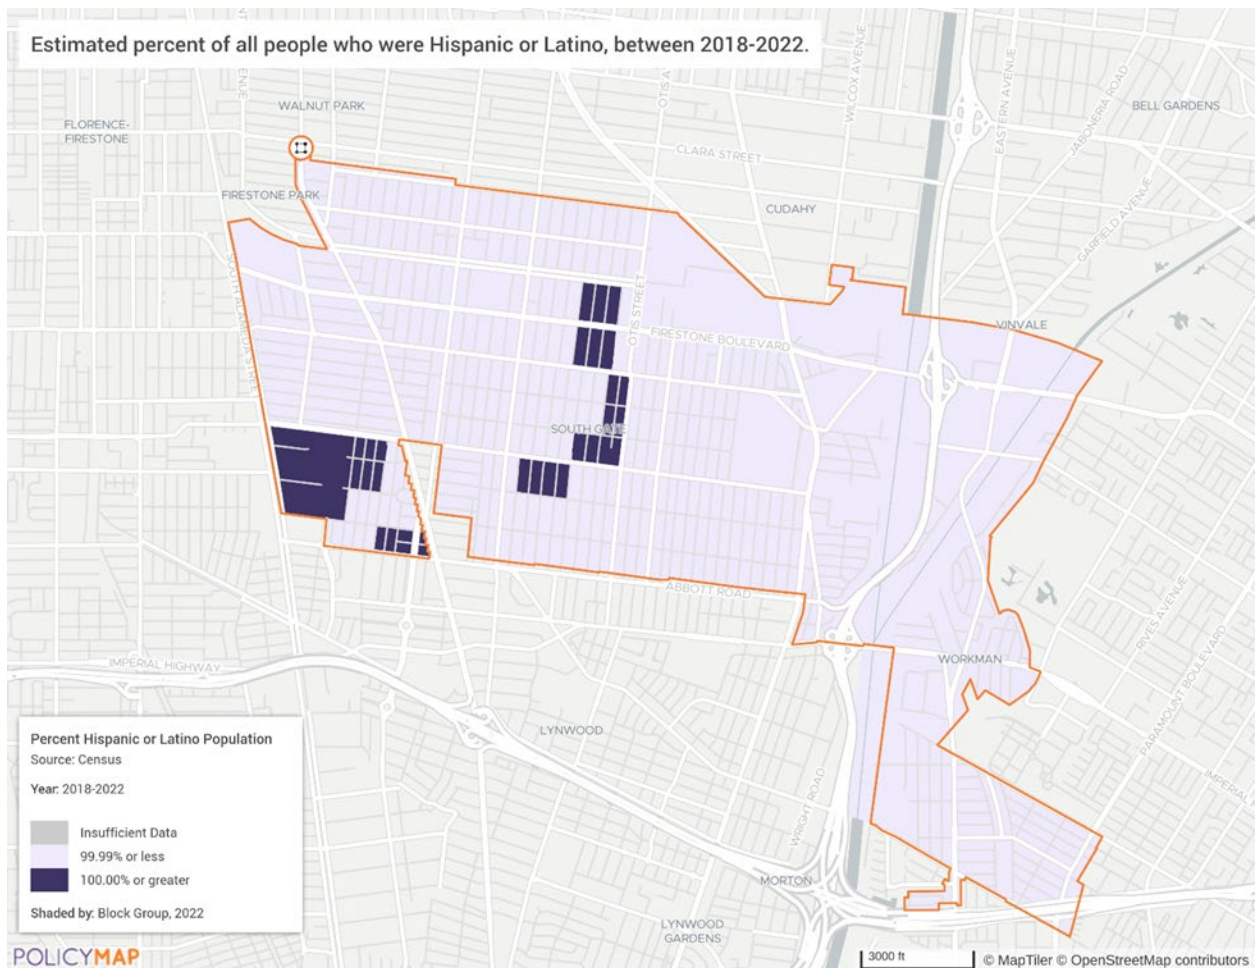 Estimated percent of all people who were Hispanic or Latino, between 2018-2022.
WALNUT PARK
FLORENCE-
FIRESTONE
OTIS A
WILCOX AVENUE
EASTERN AVENUE
JABONERIA ROAD
BELL GARDENS
CLARA STREET
FIRESTONE PARK
CUDAHY
GARFIELD AVENUE
SOUTH ALAMEDA STREET
OTIS STREET
FIRESTONE BOULEVARD
VINVALE
SOUTH GATE
ABBOTT ROAD
RIVES AVENUE
IMPERIAL HIGHWAY
WORKMAN
PARAMOUNT BOULEVARD
LYNWOOD
IMPERIAL
WRIGHT ROAD
MORTON
LYNWOOD
GARDENS
Percent Hispanic or Latino Population
Source: Census
Year: 2018-2022
Insufficient Data
99.99% or less
100.00% or greater
Shaded by: Block Group, 2022
POLICYMAP
3000 ft
© MapTiler © OpenStreetMap contributors